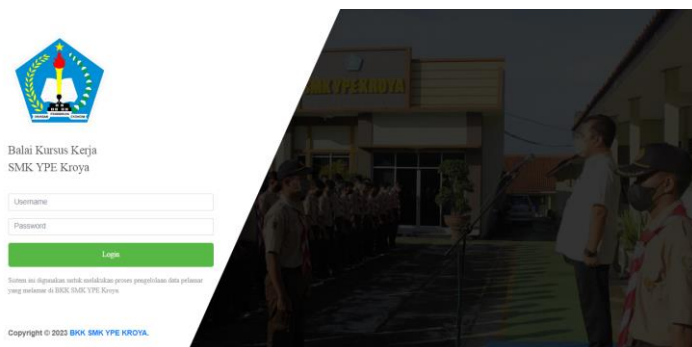 Balai Kursus Kerja
SMK YPE Kroya
Username
Password
Login
Sistem ini digunakan untuk melakukan proses pengelolaan data pelamar
yang melamar di BKK SMK YPE Kroya
Copyright © 2023 BKK SMK YPE KROYA.
SMK YPE KROYA